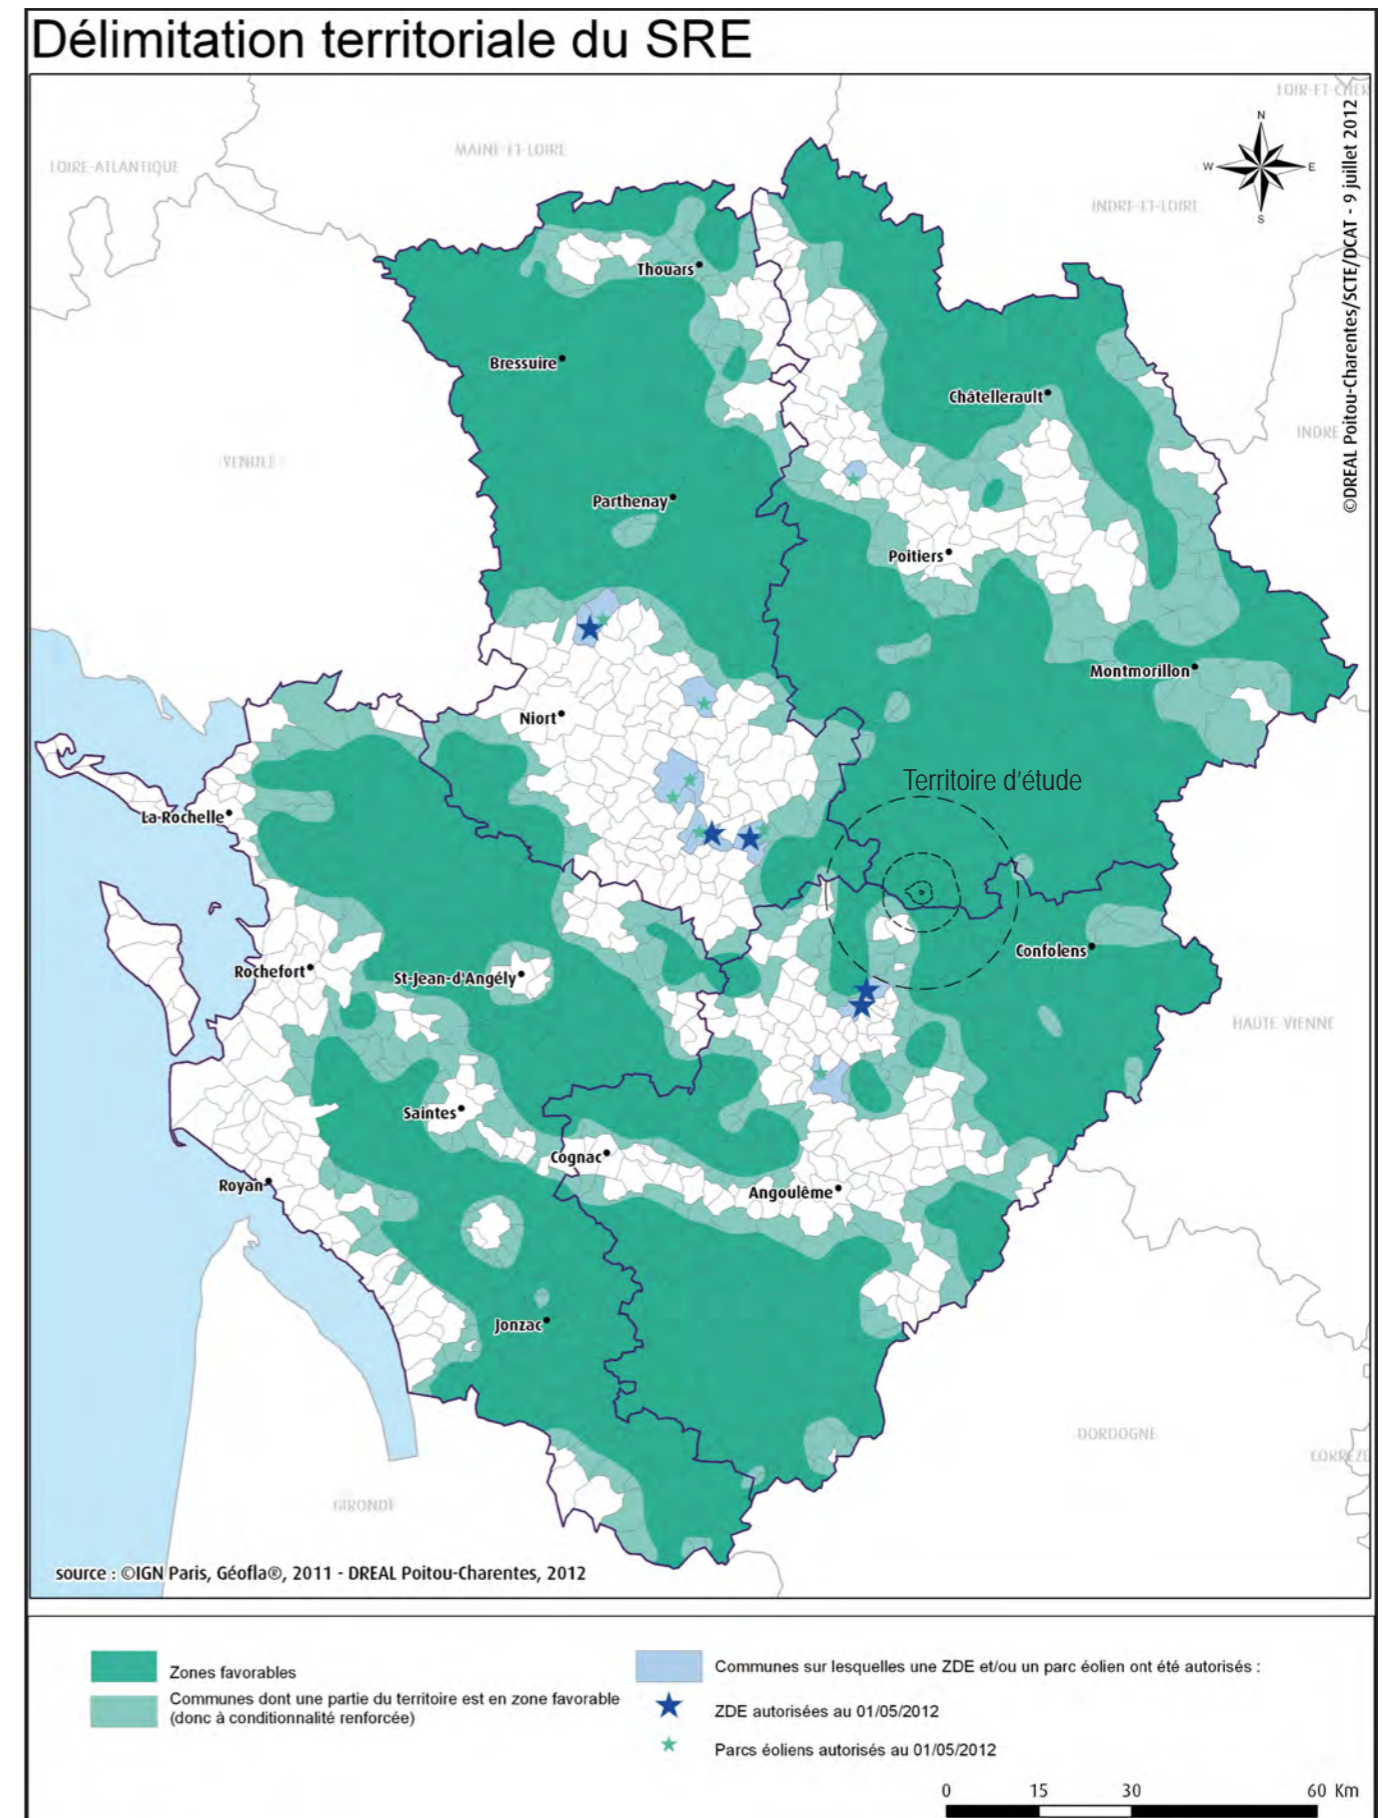 Délimitation territoriale du SRE
LOIR-ET-CHER
MAINE-ET-LOIRE
LOIRE-ATLANTIQUE
N
W
E
S
INDRE-ET-LOIRE
©DREAL Poitou-Charentes/SCTE/DCAT - 9 juillet 2012
Thouars
Bressuire
Châtellerault
INDRE
Parthenay
Poitiers
Montmorillon
Niort
Territoire d'étude
La-Rochelle
Confolens
Rochefort
St-Jean-d'Angély
HAUTE-VIENNE
Saintes
Cognac
Royan
Angoulême
Jonzac
DORDOGNE
CORREZE
GIRONDE
source : ©IGN Paris, Géofla®, 2011 - DREAL Poitou-Charentes, 2012
Zones favorables
Communes dont une partie du territoire est en zone favorable
(donc à conditionnalité renforcée)
Communes sur lesquelles une ZDE et/ou un parc éolien ont été autorisés :
ZDE autorisées au 01/05/2012
Parcs éoliens autorisés au 01/05/2012
0 15 30 60 Km